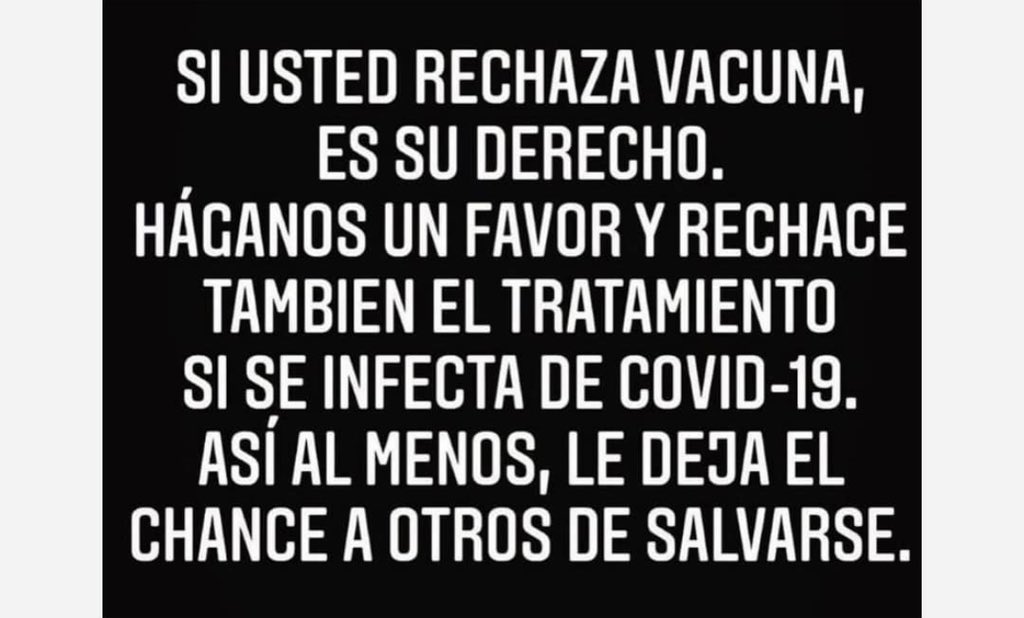 SI USTED RECHAZA VACUNA,
ES SU DERECHO.
HÁGANOS UN FAVOR Y RECHACE
TAMBIEN EL TRATAMIENTO
SI SE INFECTA DE COVID-19.
ASÍ AL MENOS, LE DEJA EL
CHANCE A OTROS DE SALVARSE.